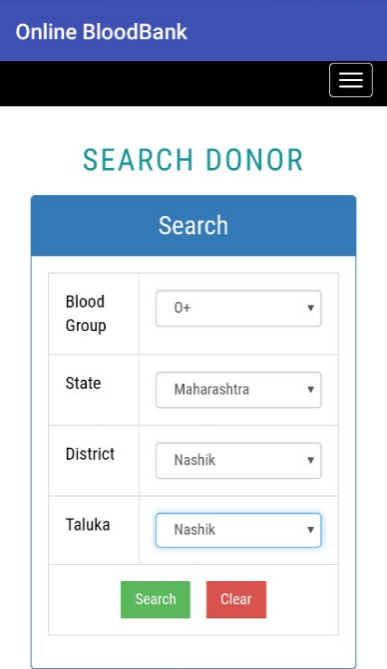 Online BloodBank
SEARCH DONOR
Search
Blood
Group
O+
State
Maharashtra
District
Nashik
Taluka
Nashik
Search Clear